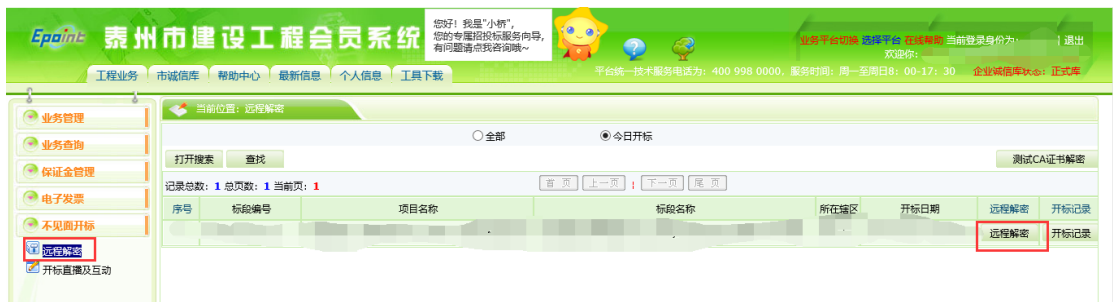 Epoint 泰州市建设工程会员系统
您好！我是"小桥"，
您的专属招投标服务向导，
有问题请点我咨询哦~
业务平台切换 选择平台 在线帮助 当前登录身份为： 退出
欢迎你：
工程业务 市诚信库 帮助中心 最新信息 个人信息 工具下载
平台统一技术服务电话为：400 998 0000，服务时间：周一至周日8：00-17：30 企业诚信库状态：正式库
业务管理
业务查询
保证金管理
电子发票
不见面开标
远程解密
开标直播及互动
当前位置：远程解密
全部 今日开标
打开搜索 查找 测试CA证书解密
记录总数：1 总页数：1 当前页：1 首 页 上一页 下一页 尾 页
序号 标段编号 项目名称 标段名称 所在辖区 开标日期 远程解密 开标记录
远程解密 开标记录